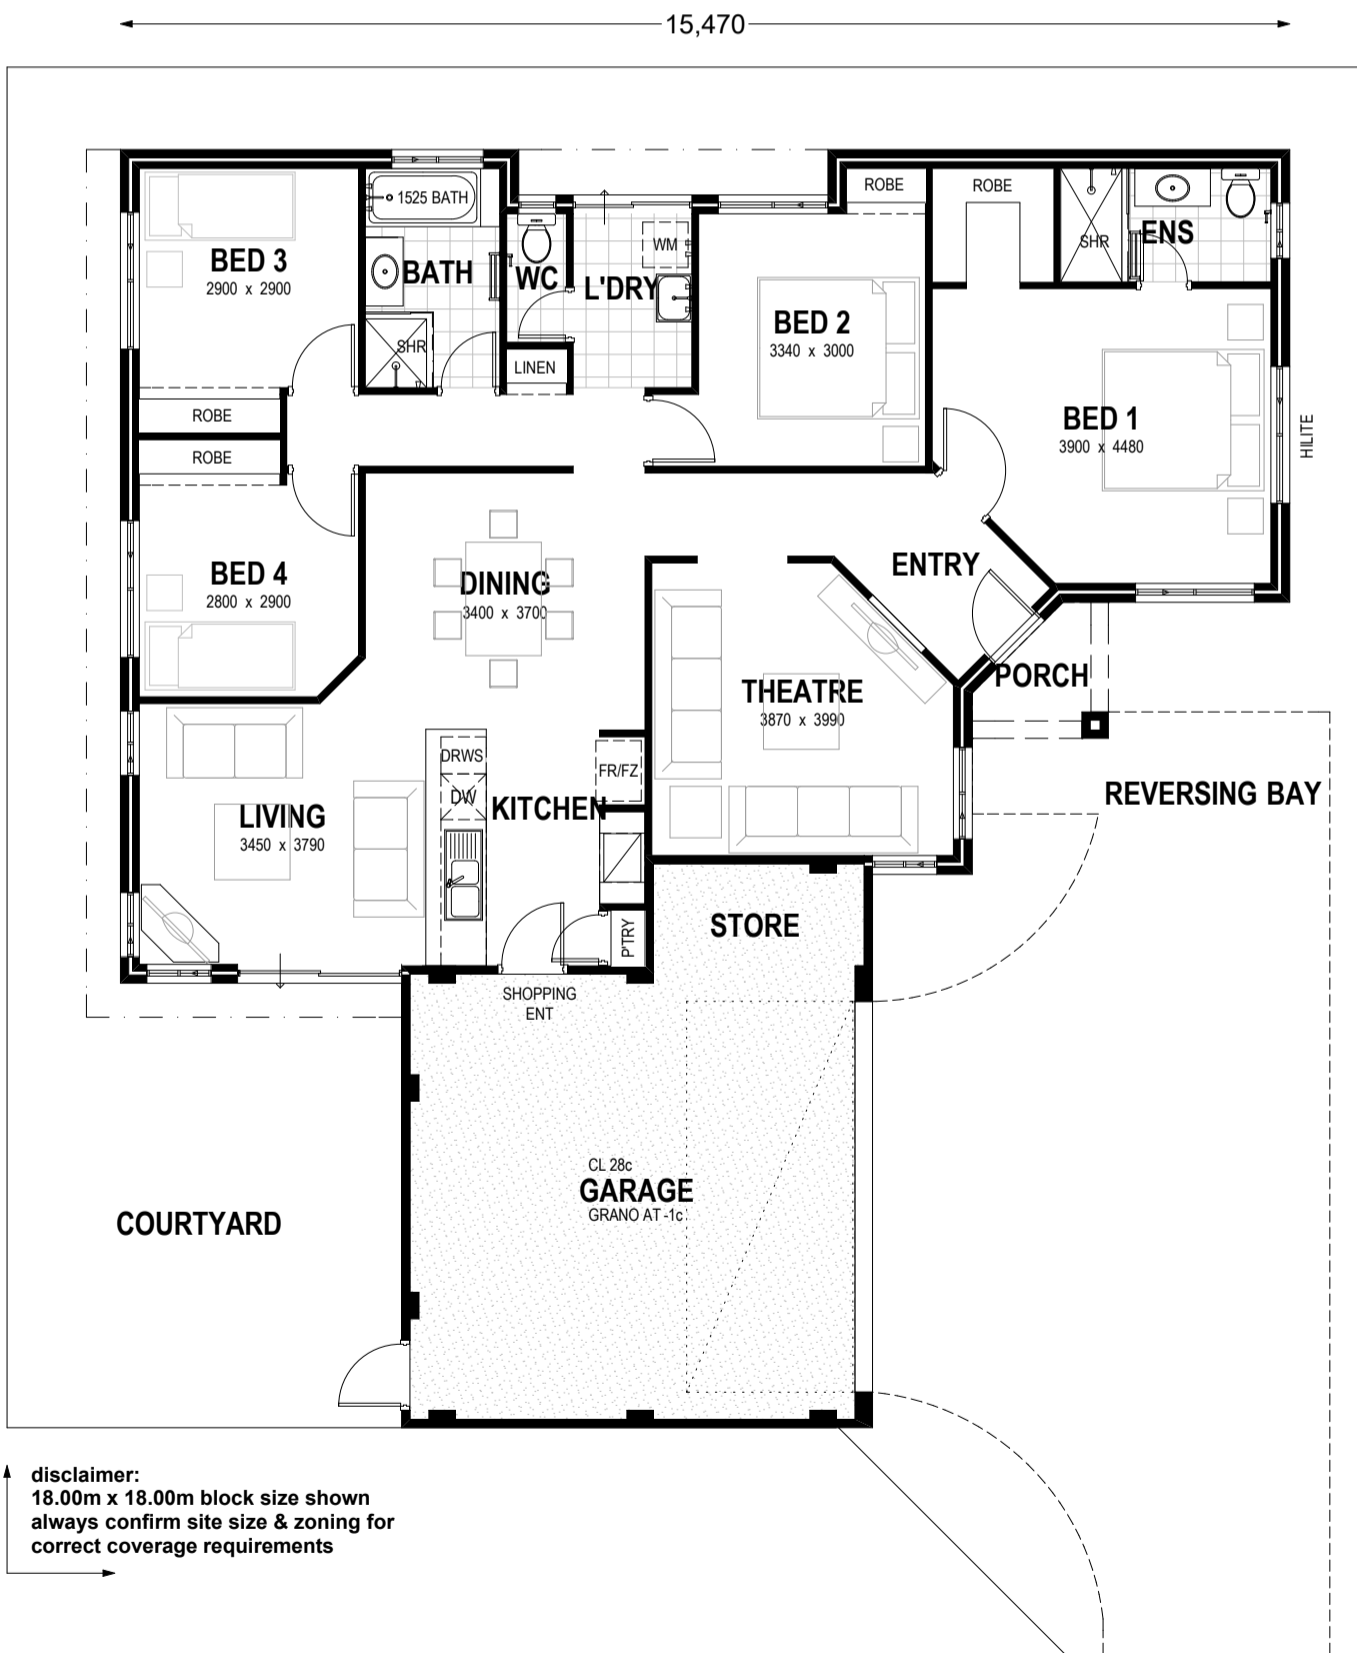 15,470
ROBE
ROBE
1525 BATH
BED 3
2900 x 2900
BATH
WC
L'DRY
WM
SHR
ENS
SHR
LINEN
BED 2
3340 x 3000
BED 1
3900 x 4480
HILITE
ROBE
ROBE
BED 4
2800 x 2900
DINING
3400 x 3700
ENTRY
THEATRE
3870 x 3990
PORCH
REVERSING BAY
DRWS
DW
FR/FZ
KITCHEN
LIVING
3450 x 3790
P'TRY
STORE
SHOPPING
ENT
CL 28c
GARAGE
GRANO AT -1c
COURTYARD
disclaimer:
18.00m x 18.00m block size shown
always confirm site size & zoning for
correct coverage requirements